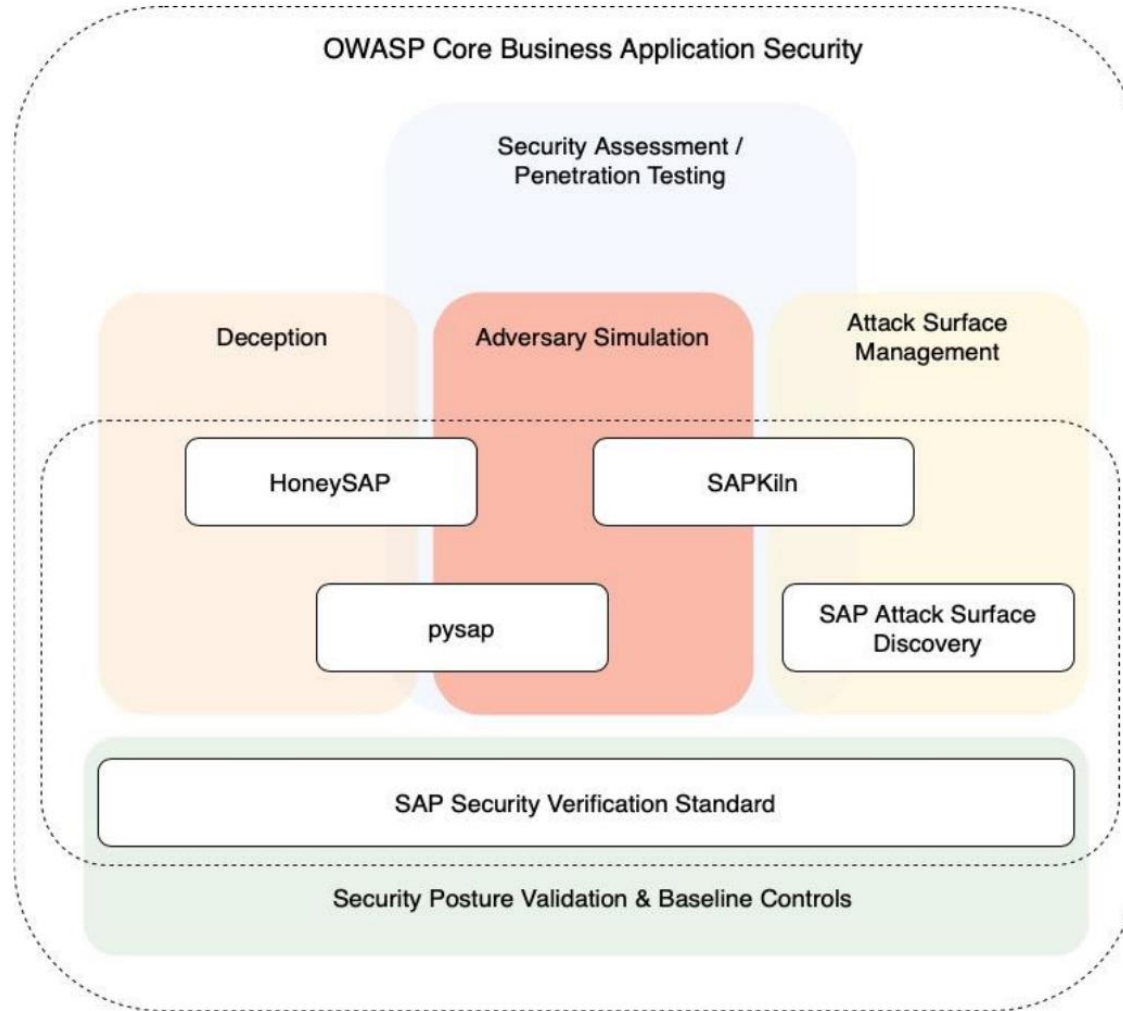 OWASP Core Business Application Security
Security Assessment /
Penetration Testing
Deception
Adversary Simulation
Attack Surface
Management
HoneySAP
SAPKiln
pysap
SAP Attack Surface
Discovery
SAP Security Verification Standard
Security Posture Validation & Baseline Controls